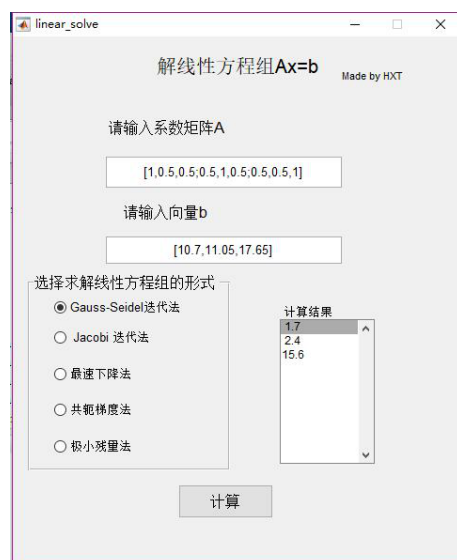 linear_solve
解线性方程组Ax=b
Made by HXT
请输入系数矩阵A
[1,0.5,0.5;0.5,1,0.5;0.5,0.5,1]
请输入向量b
[10.7,11.05,17.65]
选择求解线性方程组的形式
Gauss-Seidel迭代法
Jacobi 迭代法
最速下降法
共轭梯度法
极小残量法
计算结果
1.7
2.4
15.6
计算